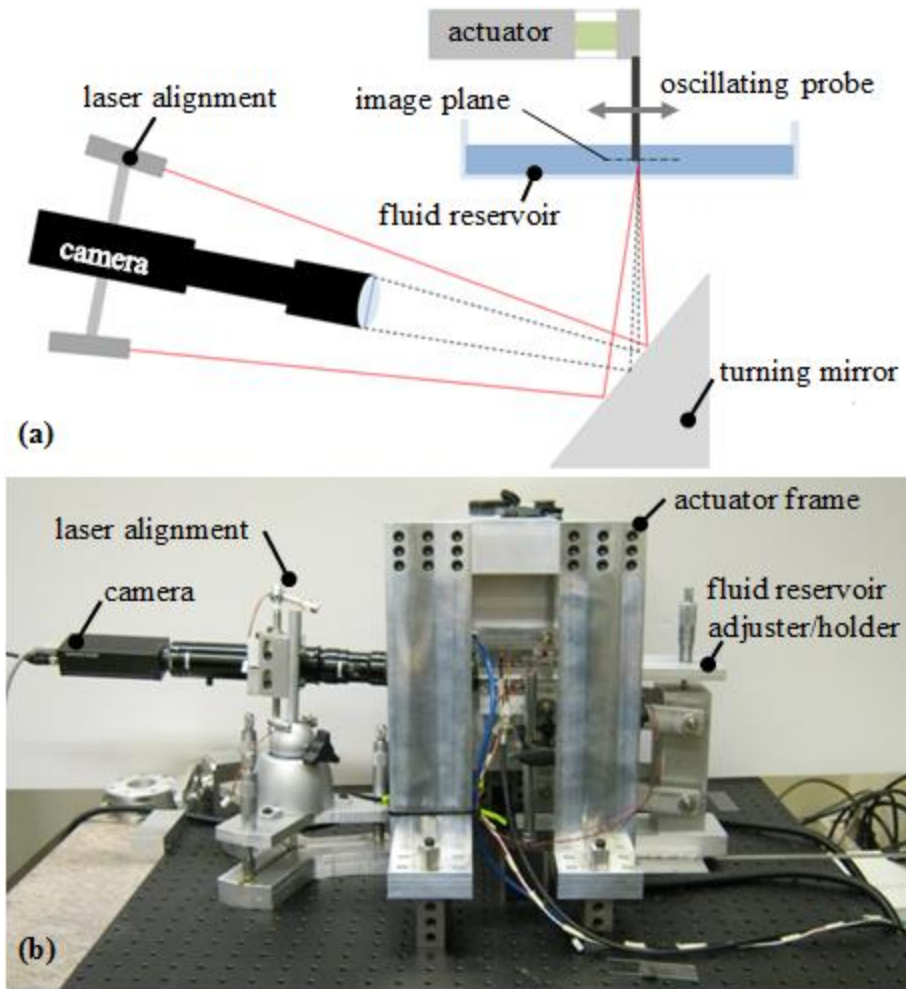 actuator
laser alignment
image plane
oscillating probe
fluid reservoir
camera
turning mirror
(a)
actuator frame
laser alignment
camera
fluid reservoir
adjuster/holder
(b)